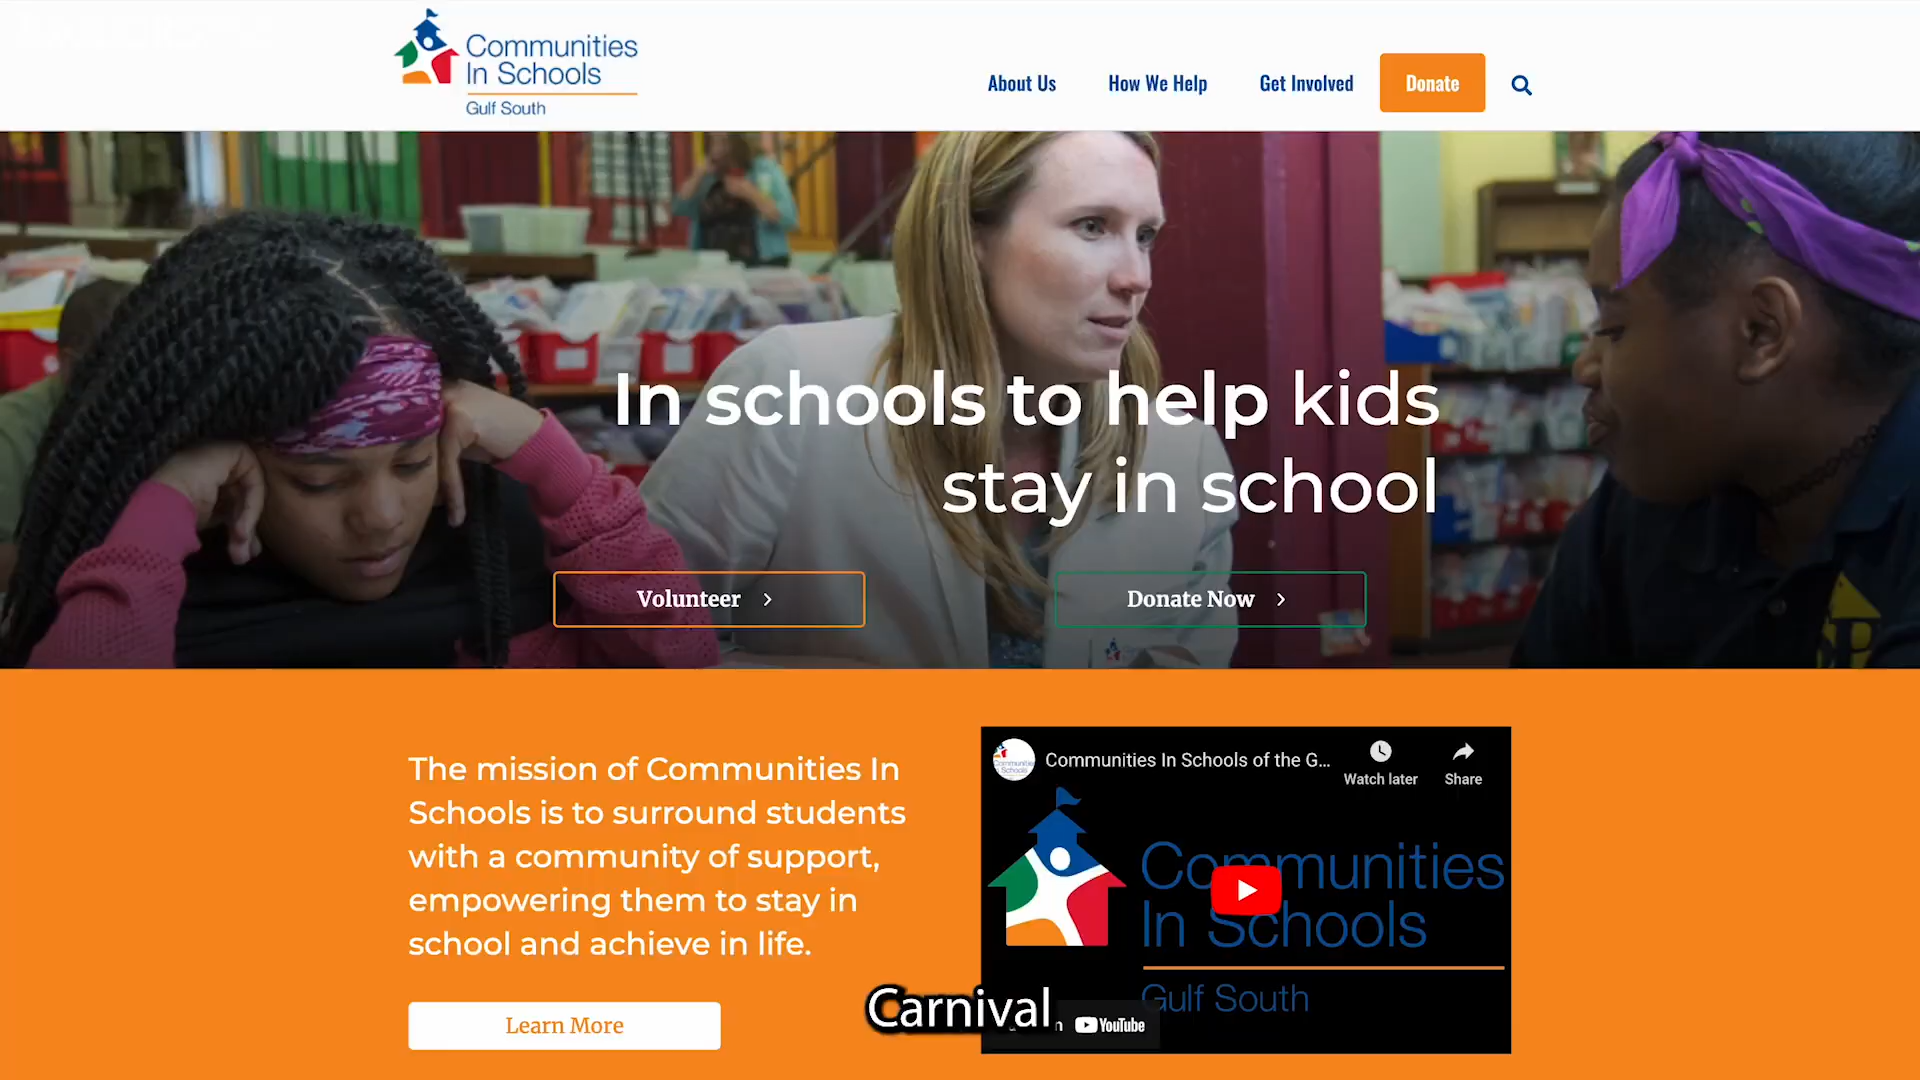 Communities
In Schools
Gulf South
About Us
How We Help
Get Involved
Donate
In schools to help kids
stay in school
Volunteer
Donate Now
The mission of Communities In
Schools is to surround students
with a community of support,
empowering them to stay in
school and achieve in life.
Learn More
Communities In Schools of the G...
Watch later
Share
Communities
In Schools
Gulf South
YouTube
Carnival